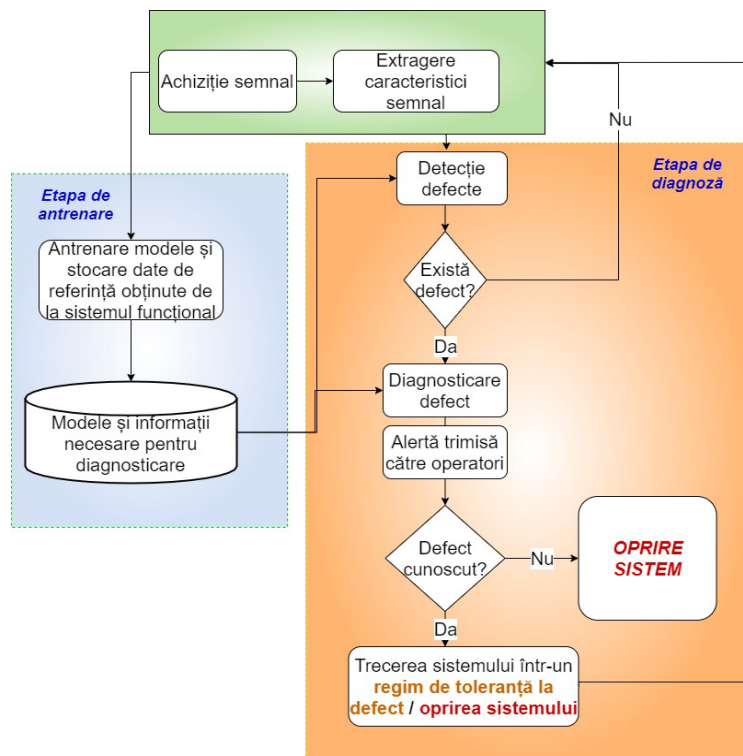 Achiziție semnal
Extragere
caracteristici
semnal
Nu
Etapa de
antrenare
Antrenare modele și
stocare date de
referință obținute de
la sistemul funcțional
Modele și informații
necesare pentru
diagnosticare
Etapa de
diagnoză
Detecție
defecte
Există
defect?
Da
Diagnosticare
defect
Alertă trimisă
către operatori
Defect
cunoscut?
Nu
OPRIRE
SISTEM
Da
Trecerea sistemului într-un
regim de toleranță la
defect / oprirea sistemului